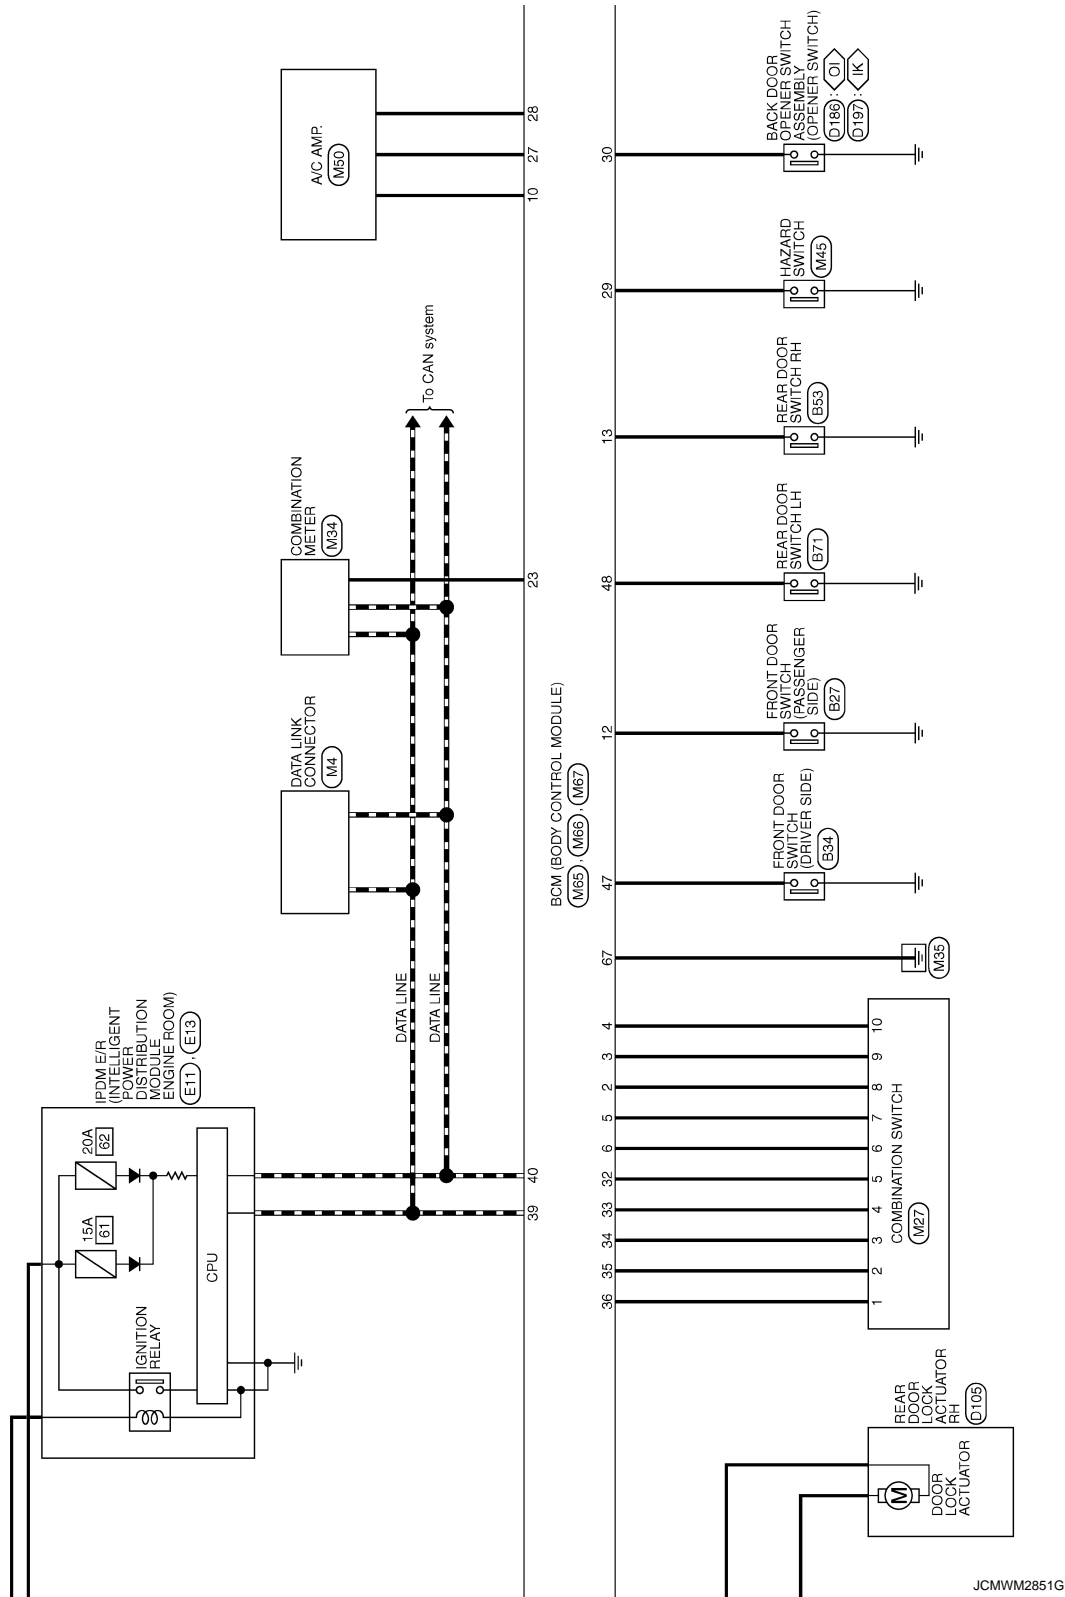 A/C AMP.
M50
28
27
10
To CAN system
COMBINATION
METER
M34
23
DATA LINK
CONNECTOR
M4
DATA LINE
DATA LINE
IPDM E/R
(INTELLIGENT
POWER
DISTRIBUTION
MODULE
ENGINE ROOM)
E11 , E13
20A
62
15A
61
CPU
IGNITION
RELAY
40
39
BCM (BODY CONTROL MODULE)
M65 , M66 , M67
30
BACK DOOR
OPENER SWITCH
ASSEMBLY
(OPENER SWITCH)
D186 : OI
D197 : IK
29
HAZARD
SWITCH
M45
13
REAR DOOR
SWITCH RH
B53
48
REAR DOOR
SWITCH LH
B71
12
FRONT DOOR
SWITCH
(PASSENGER
SIDE)
B27
47
FRONT DOOR
SWITCH
(DRIVER SIDE)
B34
67
M35
4
3
2
5
6
32
33
34
35
36
10
9
8
7
6
5
4
3
2
1
COMBINATION SWITCH
M27
REAR
DOOR
LOCK
ACTUATOR
RH
D105
M
DOOR
LOCK
ACTUATOR
JCMWM2851G